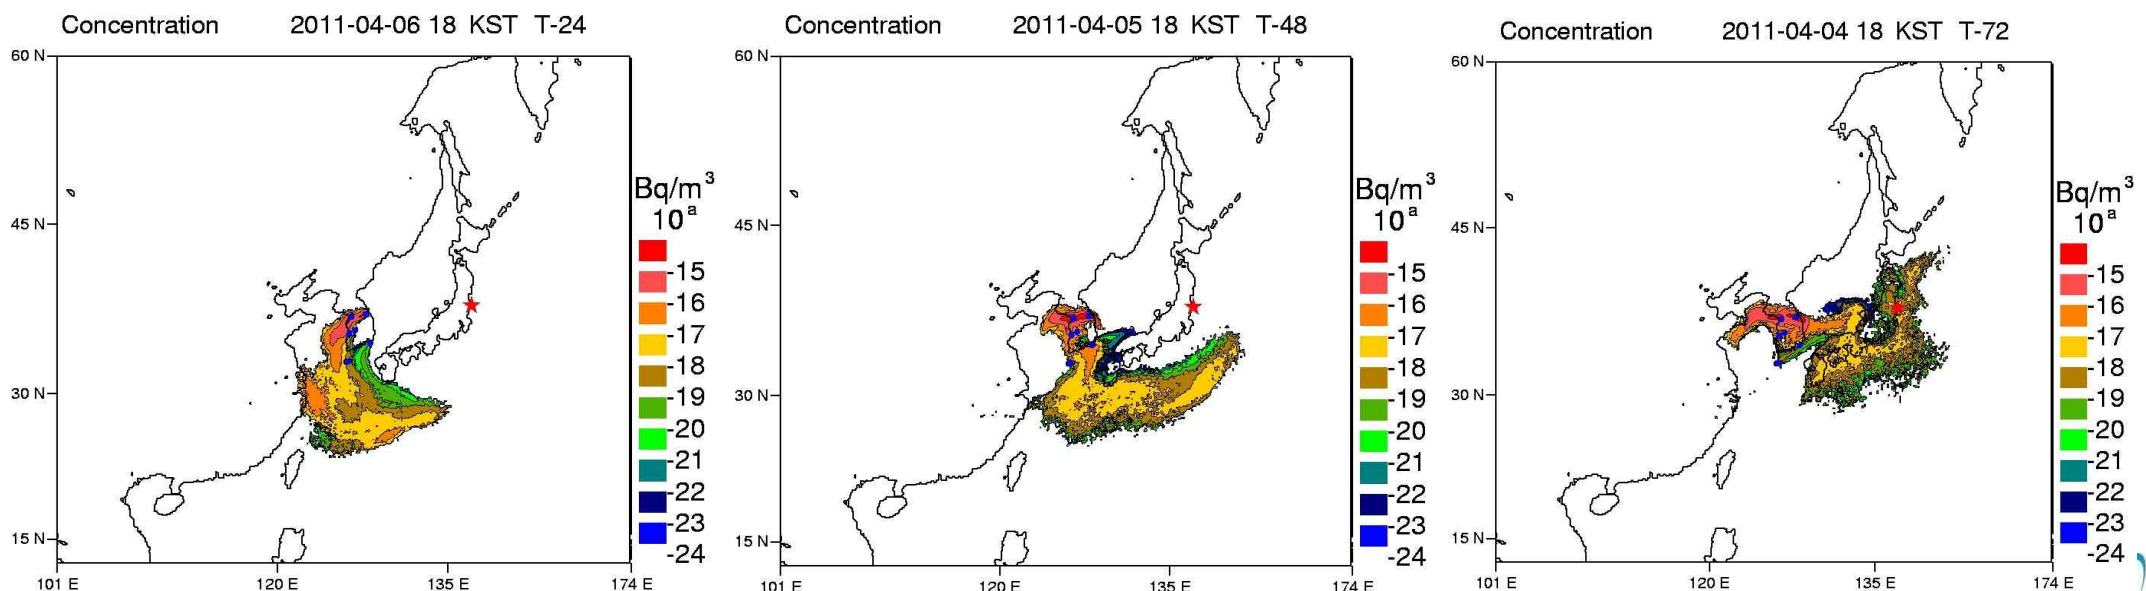 Concentration 2011-04-06 18 KST T-24
60 N
45 N
30 N
15 N
101 E 120 E 135 E 174 E
Bq/m³
10ª
-15
-16
-17
-18
-19
-20
-21
-22
-23
-24
Concentration 2011-04-05 18 KST T-48
60 N
45 N
30 N
15 N
101 E 120 E 135 E 174 E
Bq/m³
10ª
-15
-16
-17
-18
-19
-20
-21
-22
-23
-24
Concentration 2011-04-04 18 KST T-72
60 N
45 N
30 N
15 N
101 E 120 E 135 E 174 E
Bq/m³
10ª
-15
-16
-17
-18
-19
-20
-21
-22
-23
-24